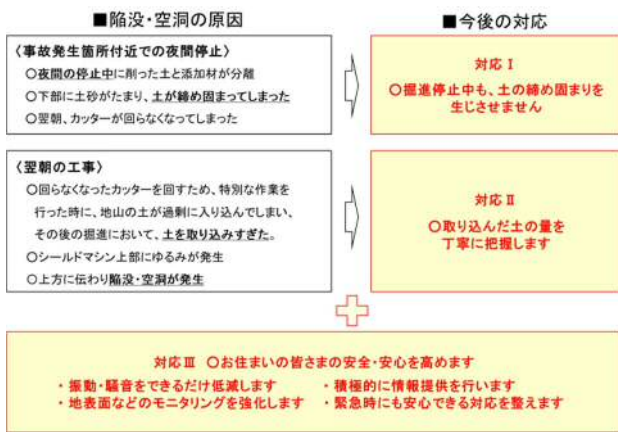 ■陥没・空洞の原因
〈事故発生箇所付近での夜間停止〉
○夜間の停止中に削った土と添加材が分離
○下部に土砂がたまり、土が締め固まってしまった
○翌朝、カッターが回らなくなってしまった
〈翌朝の工事〉
○回らなくなったカッターを回すため、特別な作業を
行った時に、地山の土が過剰に入り込んでしまい、
その後の掘進において、土を取り込みすぎた。
○シールドマシン上部にゆるみが発生
○上方に伝わり陥没・空洞が発生
■今後の対応
対応Ⅰ
○掘進停止中も、土の締め固まりを
生じさせません
対応Ⅱ
○取り込んだ土の量を
丁寧に把握します
対応Ⅲ ○お住まいの皆さまの安全・安心を高めます
・振動・騒音をできるだけ低減します
・地表面などのモニタリングを強化します
・積極的に情報提供を行います
・緊急時にも安心できる対応を整えます